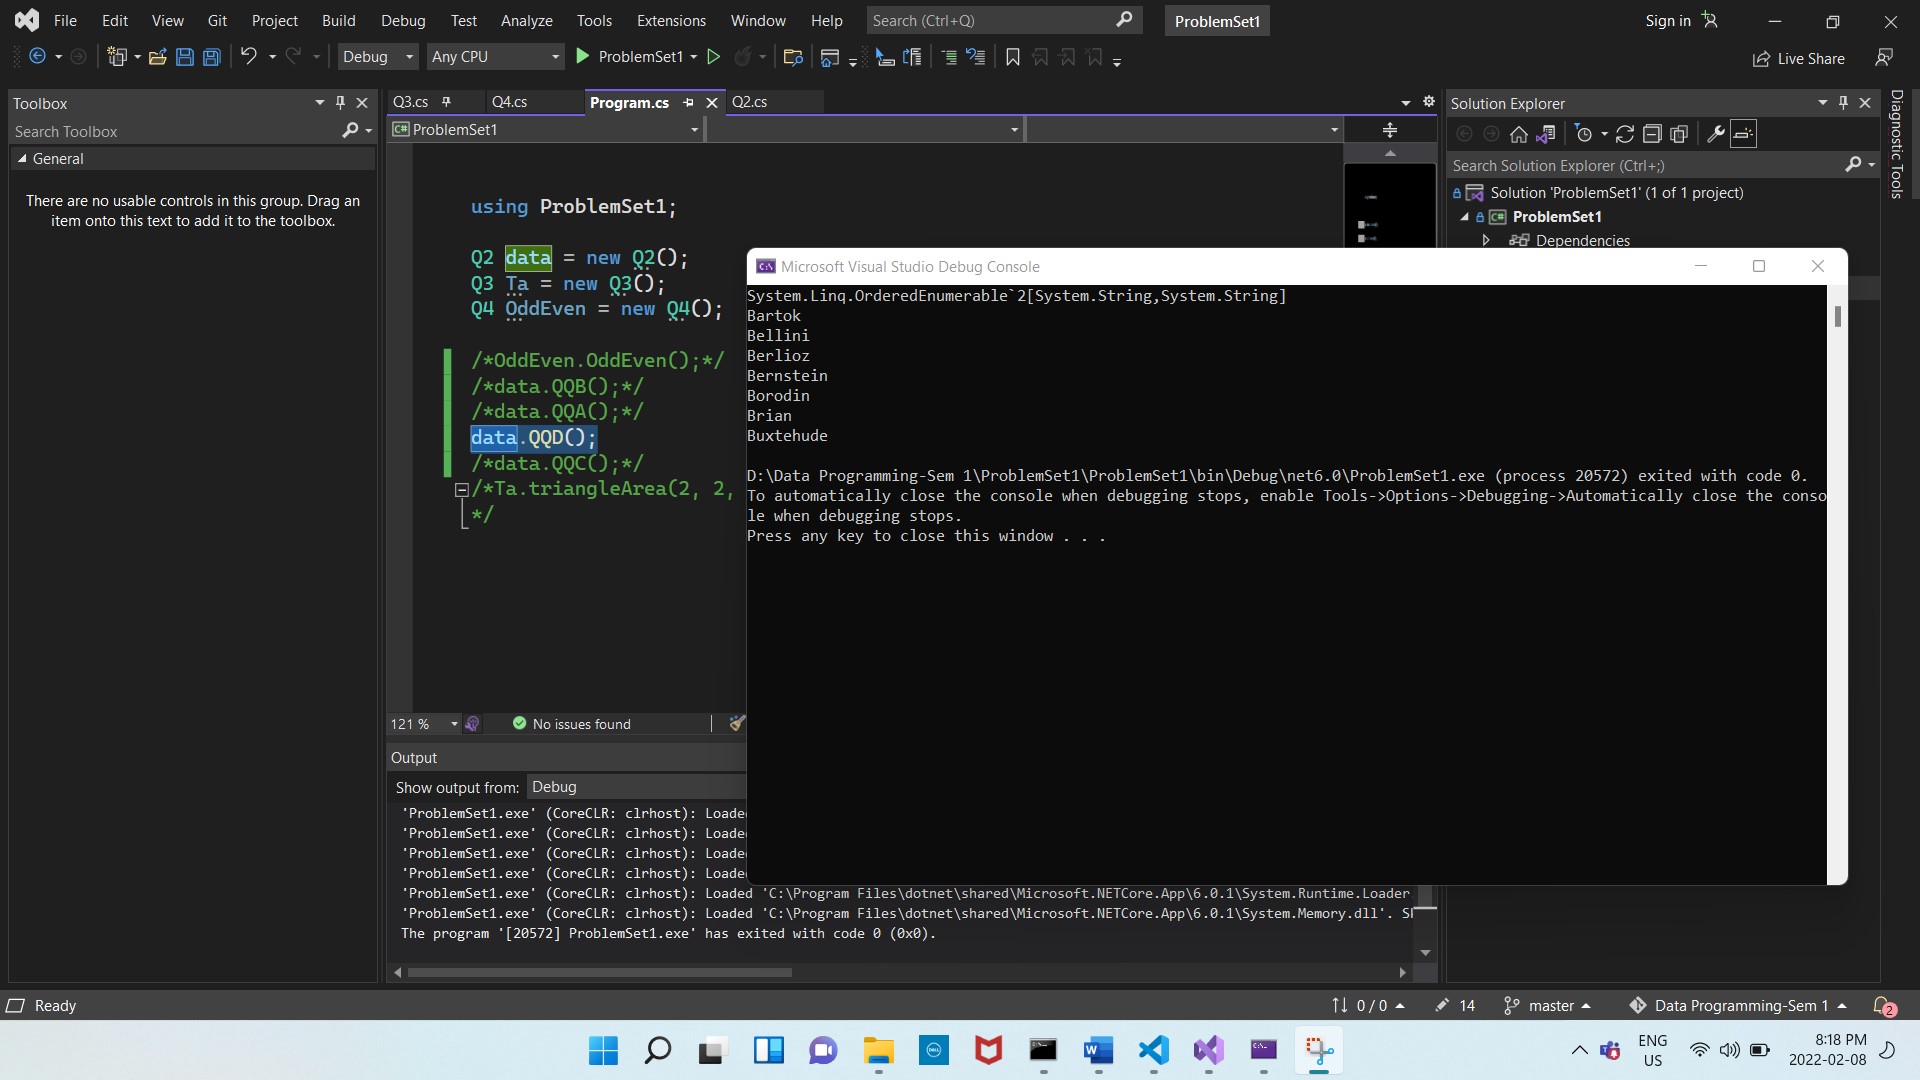 File Edit View Git Project Build Debug Test Analyze Tools Extensions Window Help Search (Ctrl+Q) ProblemSet1 Sign in
Debug Any CPU ProblemSet1 Live Share
Toolbox
Search Toolbox
General
There are no usable controls in this group. Drag an
item onto this text to add it to the toolbox.
Q3.cs Q4.cs Program.cs Q2.cs
C# ProblemSet1
using ProblemSet1;
Q2 data = new Q2();
Q3 Ta = new Q3();
Q4 OddEven = new Q4();
/*OddEven.OddEven();*/
/*data.QQB();*/
/*data.QQA();*/
data.QQD();
/*data.QQC();*/
/*Ta.triangleArea(2, 2,
*/
121 % No issues found
Output
Show output from: Debug
'ProblemSet1.exe' (CoreCLR: clrhost): Loade
'ProblemSet1.exe' (CoreCLR: clrhost): Loade
'ProblemSet1.exe' (CoreCLR: clrhost): Loade
'ProblemSet1.exe' (CoreCLR: clrhost): Loade
'ProblemSet1.exe' (CoreCLR: clrhost): Loaded 'C:\Program Files\dotnet\shared\Microsoft.NETCore.App\6.0.1\System.Runtime.Loader
'ProblemSet1.exe' (CoreCLR: clrhost): Loaded 'C:\Program Files\dotnet\shared\Microsoft.NETCore.App\6.0.1\System.Memory.dll'. S
The program '[20572] ProblemSet1.exe' has exited with code 0 (0x0).
Microsoft Visual Studio Debug Console
System.Linq.OrderedEnumerable`2[System.String,System.String]
Bartok
Bellini
Berlioz
Bernstein
Borodin
Brian
Buxtehude
D:\Data Programming-Sem 1\ProblemSet1\ProblemSet1\bin\Debug\net6.0\ProblemSet1.exe (process 20572) exited with code 0.
To automatically close the console when debugging stops, enable Tools->Options->Debugging->Automatically close the conso
le when debugging stops.
Press any key to close this window . . .
Solution Explorer
Search Solution Explorer (Ctrl+;)
Solution 'ProblemSet1' (1 of 1 project)
C# ProblemSet1
Dependencies
Diagnostic Tools
Ready 0 / 0 14 master Data Programming-Sem 1 2
ENG
US
8:18 PM
2022-02-08